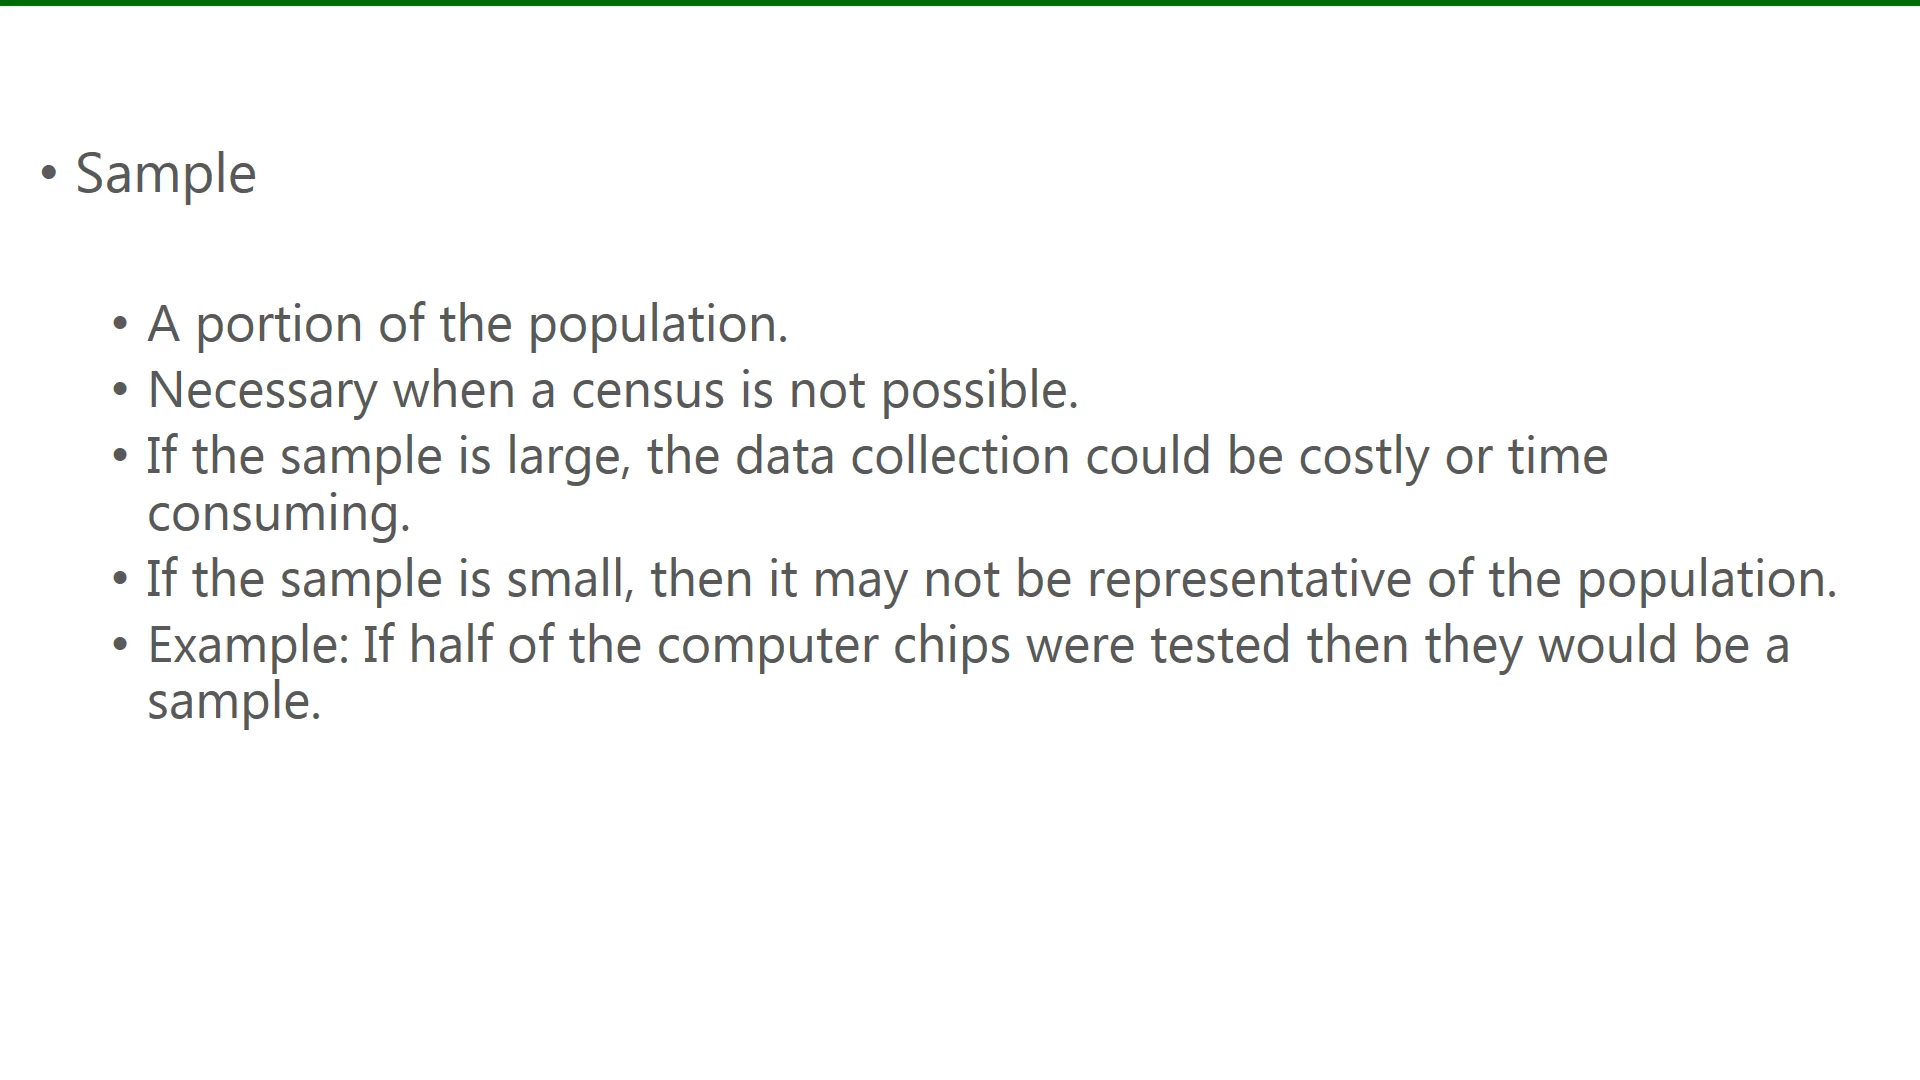 • Sample
• A portion of the population.
• Necessary when a census is not possible.
• If the sample is large, the data collection could be costly or time
consuming.
• If the sample is small, then it may not be representative of the population.
• Example: If half of the computer chips were tested then they would be a
sample.